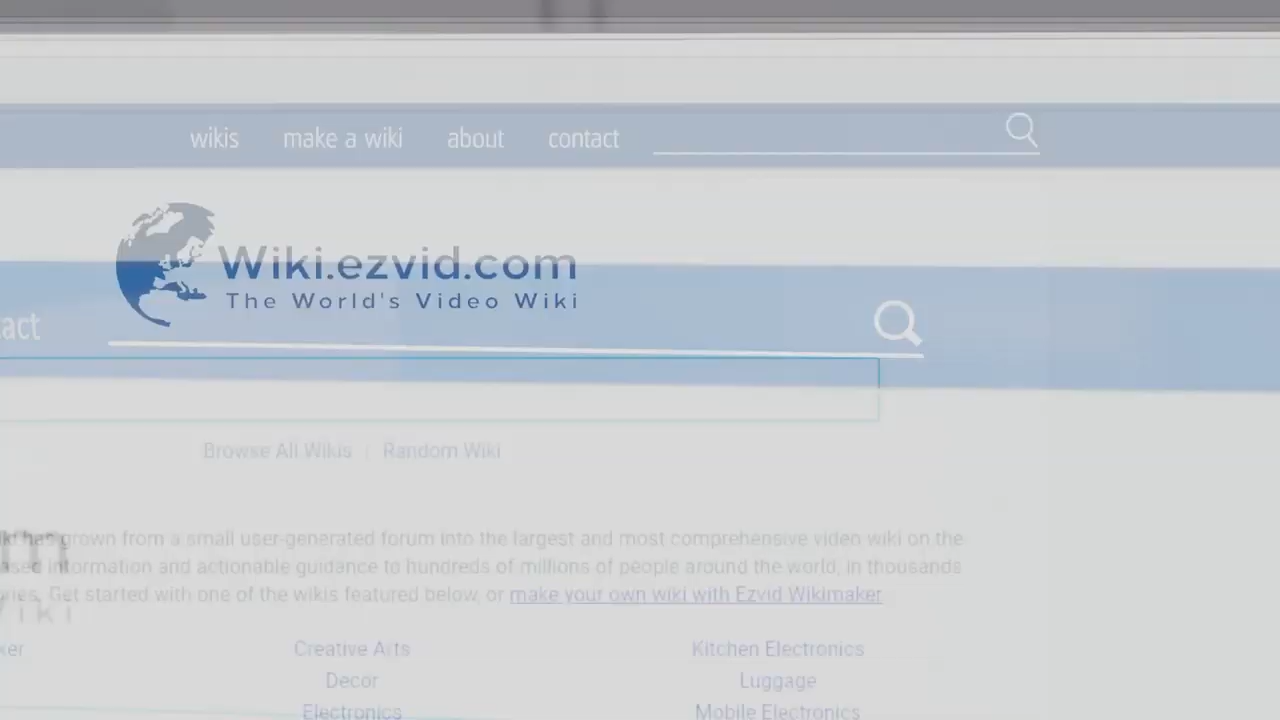 wikis make a wiki about contact
Wiki.ezvid.com
The World's Video Wiki
tact
Browse All Wikis | Random Wiki
has grown from a small user-generated forum into the largest and most comprehensive video wiki on the
information and actionable guidance to hundreds of millions of people around the world, in thousands
Get started with one of the wikis featured below, or make your own wiki with Ezvid Wikimaker
Creative Arts Kitchen Electronics
Decor Luggage
Electronics Mobile Electronics